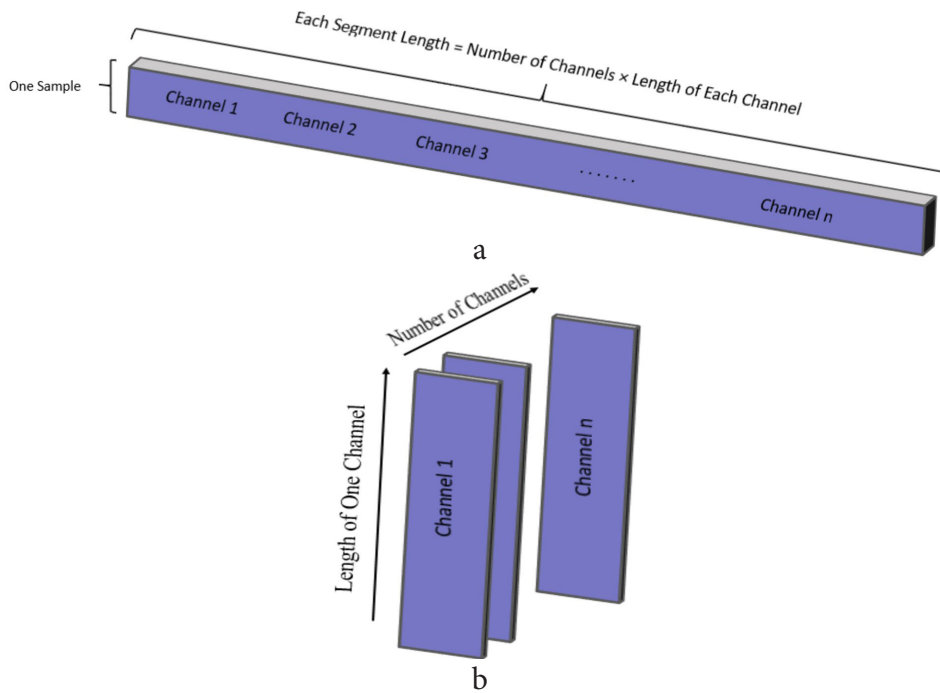 Each Segment Length = Number of Channels × Length of Each Channel
One Sample
Channel 1
Channel 2
Channel 3
.......
Channel n
a
Number of Channels
Length of One Channel
Channel 1
Channel n
b